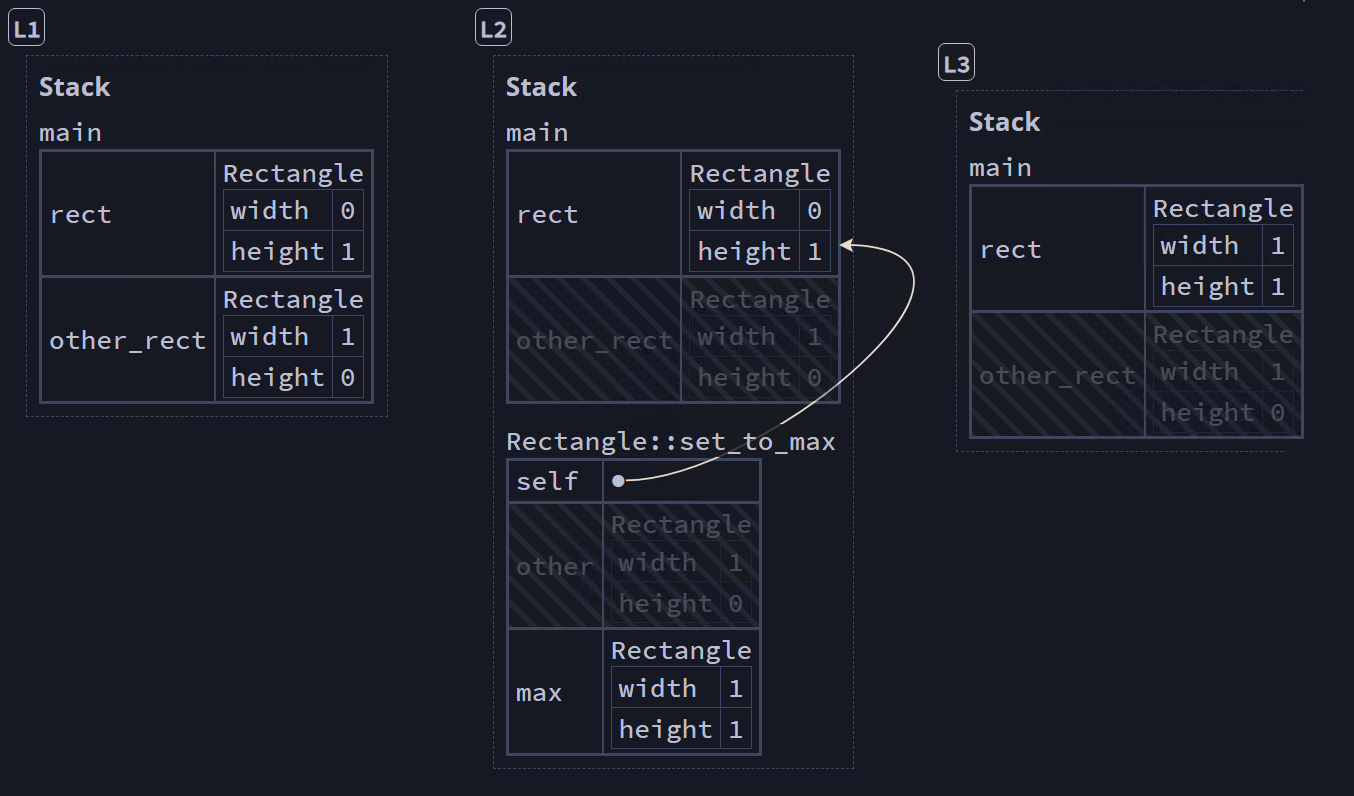 L1
Stack
main
rect
Rectangle
width 0
height 1
other_rect
Rectangle
width 1
height 0
L2
Stack
main
rect
Rectangle
width 0
height 1
other_rect
Rectangle
width 1
height 0
Rectangle::set_to_max
self
other
Rectangle
width 1
height 0
max
Rectangle
width 1
height 1
L3
Stack
main
rect
Rectangle
width 1
height 1
other_rect
Rectangle
width 1
height 0